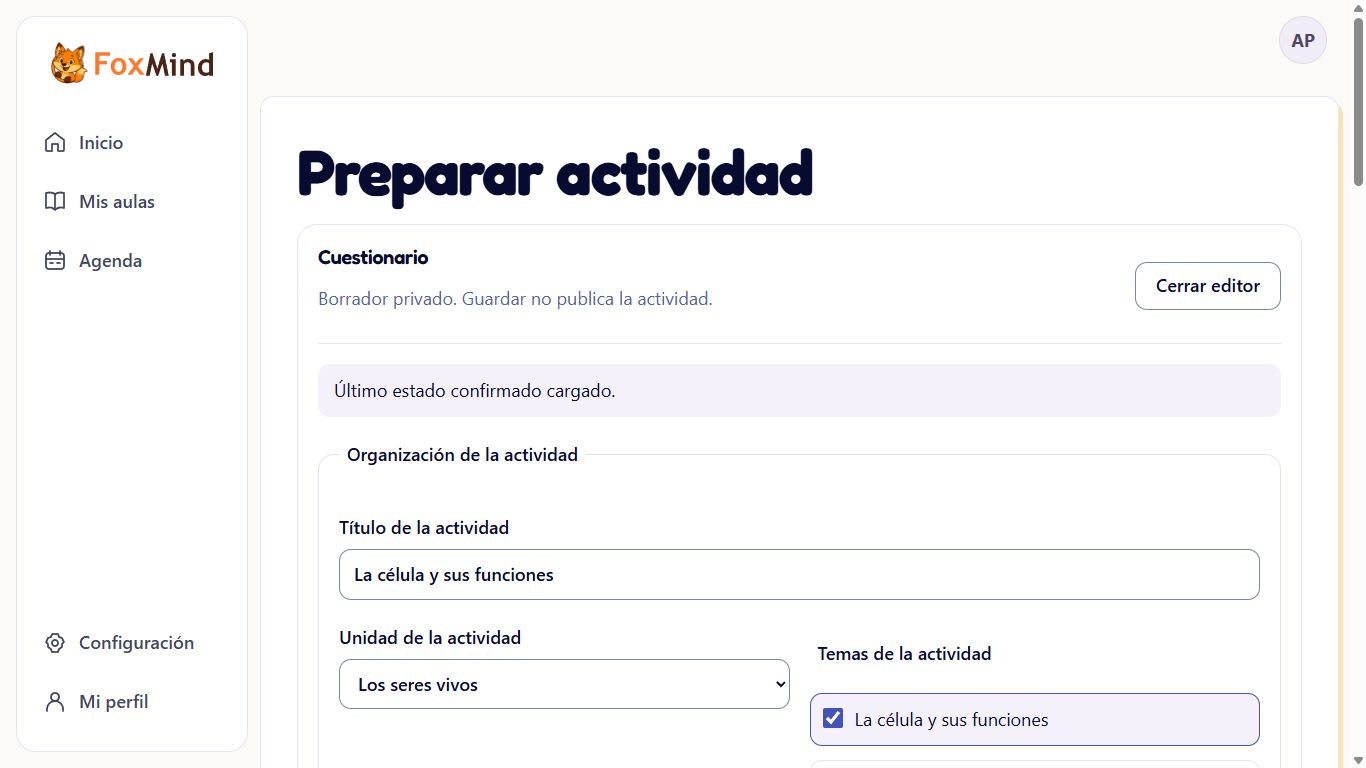 FoxMind
AP
Inicio
Mis aulas
Agenda
Configuración
Mi perfil
Preparar actividad
Cuestionario
Borrador privado. Guardar no publica la actividad.
Cerrar editor
Último estado confirmado cargado.
Organización de la actividad
Título de la actividad
La célula y sus funciones
Unidad de la actividad
Los seres vivos
Temas de la actividad
La célula y sus funciones